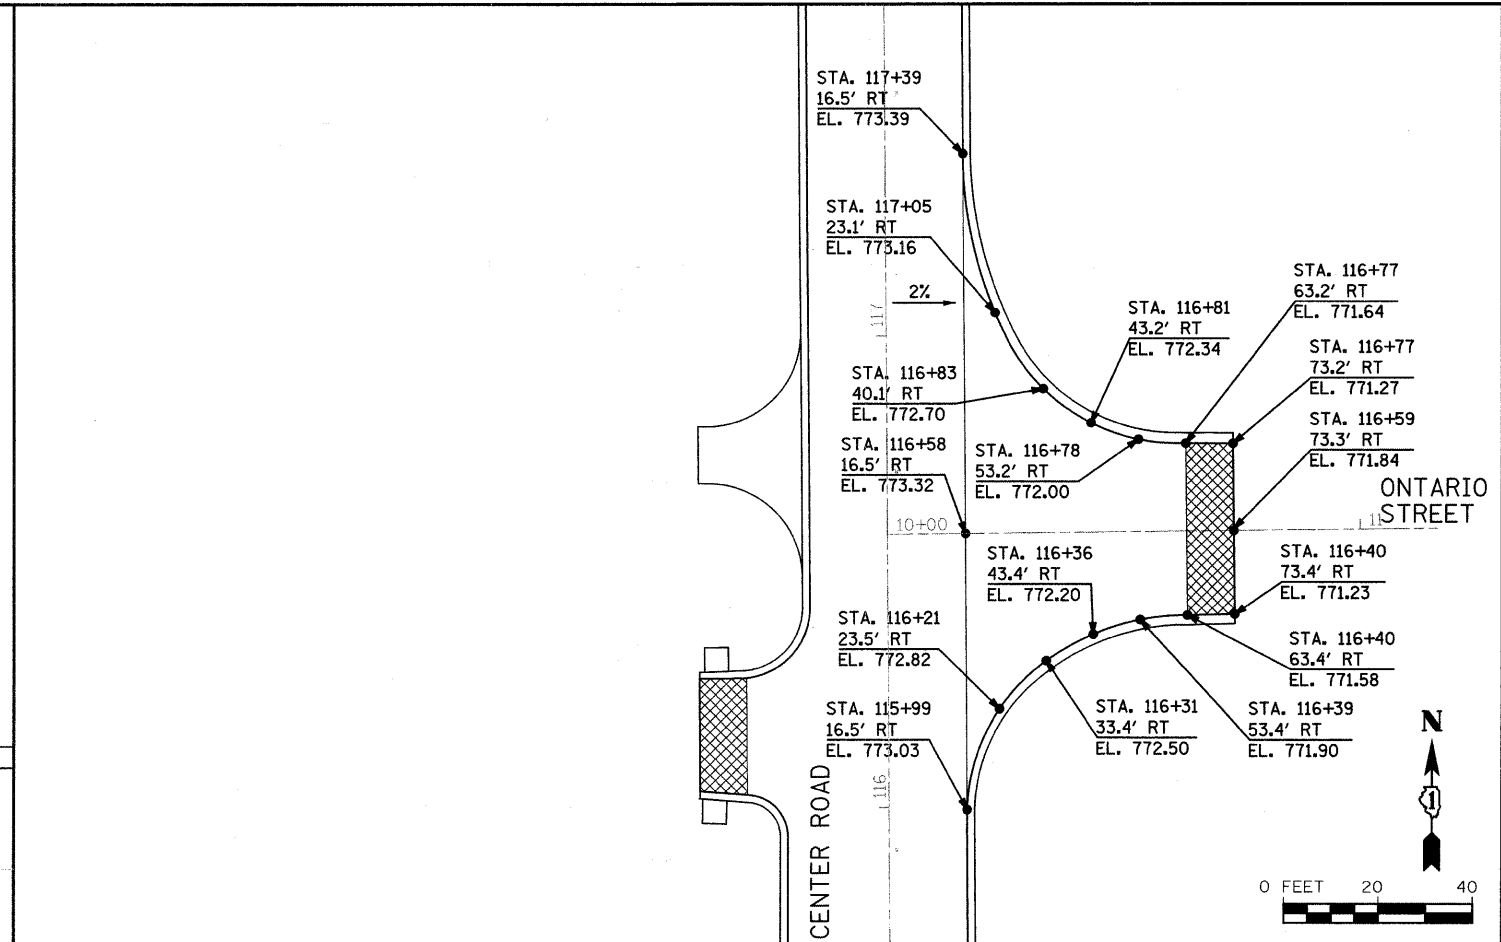 STA. 117+39
16.5' RT
EL. 773.39
STA. 117+05
23.1' RT
EL. 773.16
2%
117
STA. 116+77
63.2' RT
EL. 771.64
STA. 116+81
43.2' RT
EL. 772.34
STA. 116+77
73.2' RT
EL. 771.27
STA. 116+83
40.1' RT
EL. 772.70
STA. 116+59
73.3' RT
EL. 771.84
STA. 116+58
16.5' RT
EL. 773.32
STA. 116+78
53.2' RT
EL. 772.00
ONTARIO
STREET
10+00
11
STA. 116+36
43.4' RT
EL. 772.20
STA. 116+40
73.4' RT
EL. 771.23
STA. 116+21
23.5' RT
EL. 772.82
STA. 116+40
63.4' RT
EL. 771.58
STA. 115+99
16.5' RT
EL. 773.03
STA. 116+31
33.4' RT
EL. 772.50
STA. 116+39
53.4' RT
EL. 771.90
116
CENTER ROAD
N
1
0 FEET 20 40